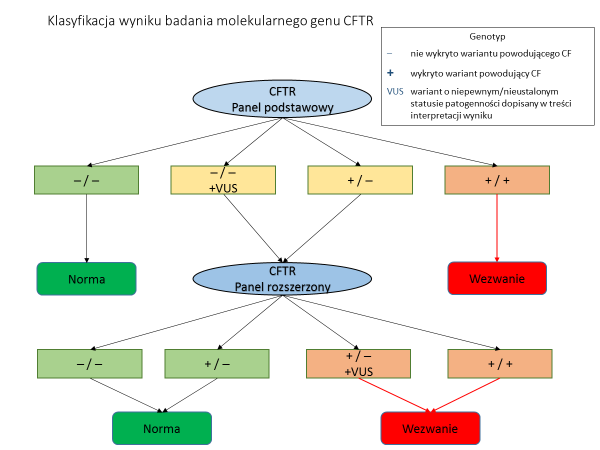 Klasyfikacja wyniku badania molekularnego genu CFTR
Genotyp
– nie wykryto wariantu powodującego CF
+ wykryto wariant powodujący CF
VUS wariant o niepewnym/nieustalonym
statusie patogenności dopisany w treści
interpretacji wyniku
CFTR
Panel podstawowy
– / –
– / –
+VUS
+ / –
+ / +
Norma
CFTR
Panel rozszerzony
Wezwanie
– / –
+ / –
+ / –
+VUS
+ / +
Norma
Wezwanie